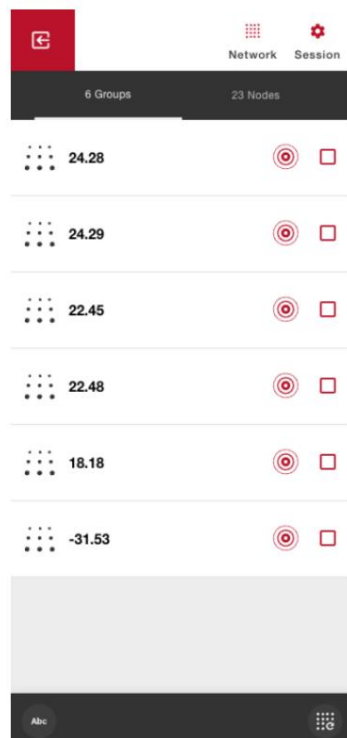 Network Session
6 Groups 23 Nodes
24.28
24.29
22.45
22.48
18.18
-31.53
Abc